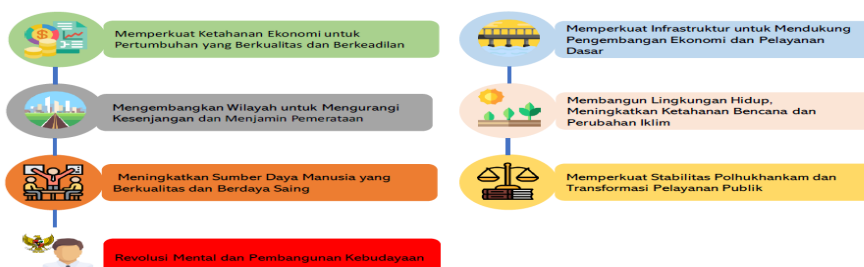 Memperkuat Ketahanan Ekonomi untuk
Pertumbuhan yang Berkualitas dan Berkeadilan
Mengembangkan Wilayah untuk Mengurangi
Kesenjangan dan Menjamin Pemerataan
Meningkatkan Sumber Daya Manusia yang
Berkualitas dan Berdaya Saing
Revolusi Mental dan Pembangunan Kebudayaan
Memperkuat Infrastruktur untuk Mendukung
Pengembangan Ekonomi dan Pelayanan
Dasar
Membangun Lingkungan Hidup,
Meningkatkan Ketahanan Bencana dan
Perubahan Iklim
Memperkuat Stabilitas Polhukhankam dan
Transformasi Pelayanan Publik